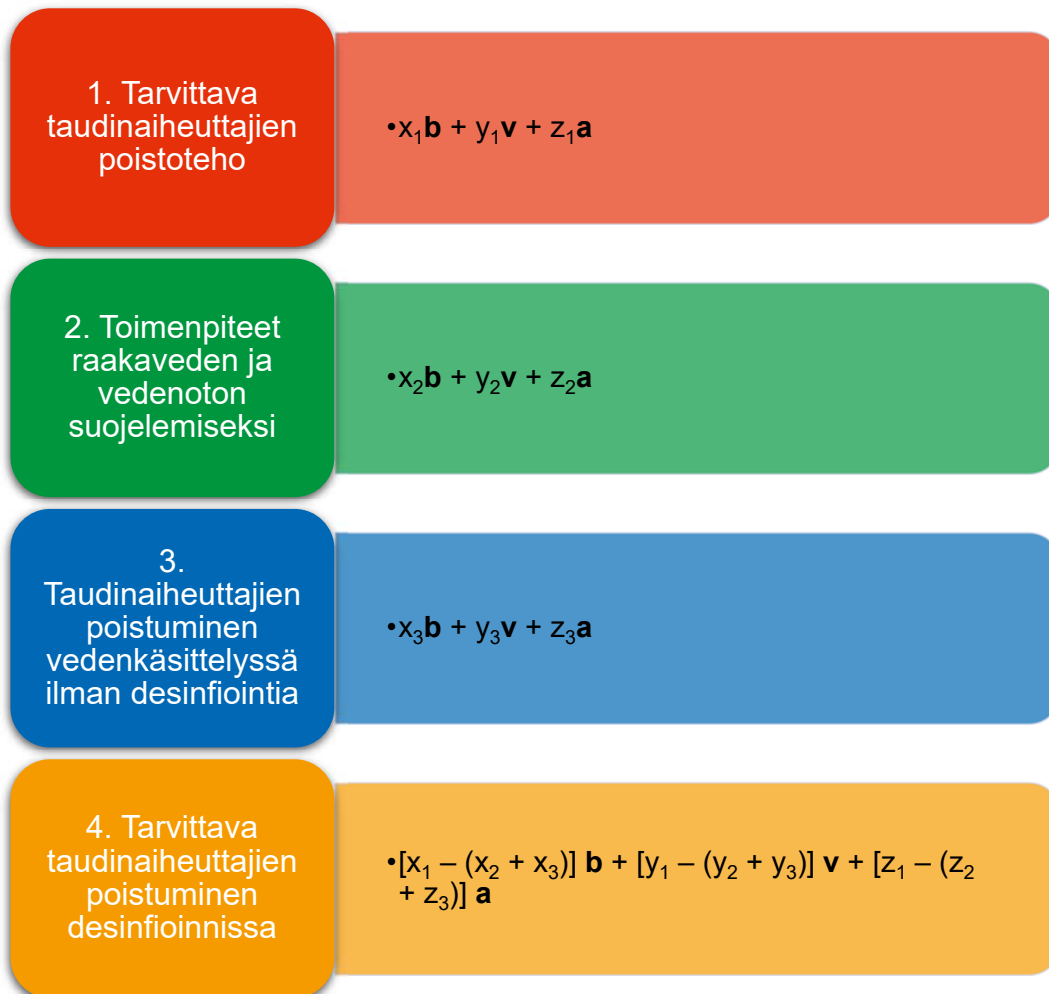 1. Tarvittava
taudinaiheuttajien
poistoteho
•x₁b + y₁v + z₁a
2. Toimenpiteet
raakaveden ja
vedenoton
suojelemiseksi
•x₂b + y₂v + z₂a
3.
Taudinaiheuttajien
poistuminen
vedenkäsittelyssä
ilman desinfiointia
•x₃b + y₃v + z₃a
4. Tarvittava
taudinaiheuttajien
poistuminen
desinfioinnissa
•[x₁ – (x₂ + x₃)] b + [y₁ – (y₂ + y₃)] v + [z₁ – (z₂
+ z₃)] a